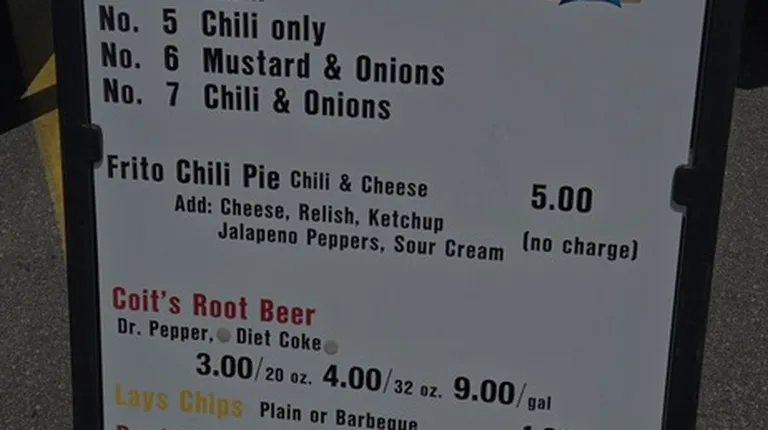 No. 5 Chili only
No. 6 Mustard & Onions
No. 7 Chili & Onions
Frito Chili Pie Chili & Cheese 5.00
Add: Cheese, Relish, Ketchup
Jalapeno Peppers, Sour Cream (no charge)
Coit's Root Beer
Dr. Pepper, Diet Coke
3.00/20 oz. 4.00/32 oz. 9.00/gal
Lays Chips Plain or Barbeque